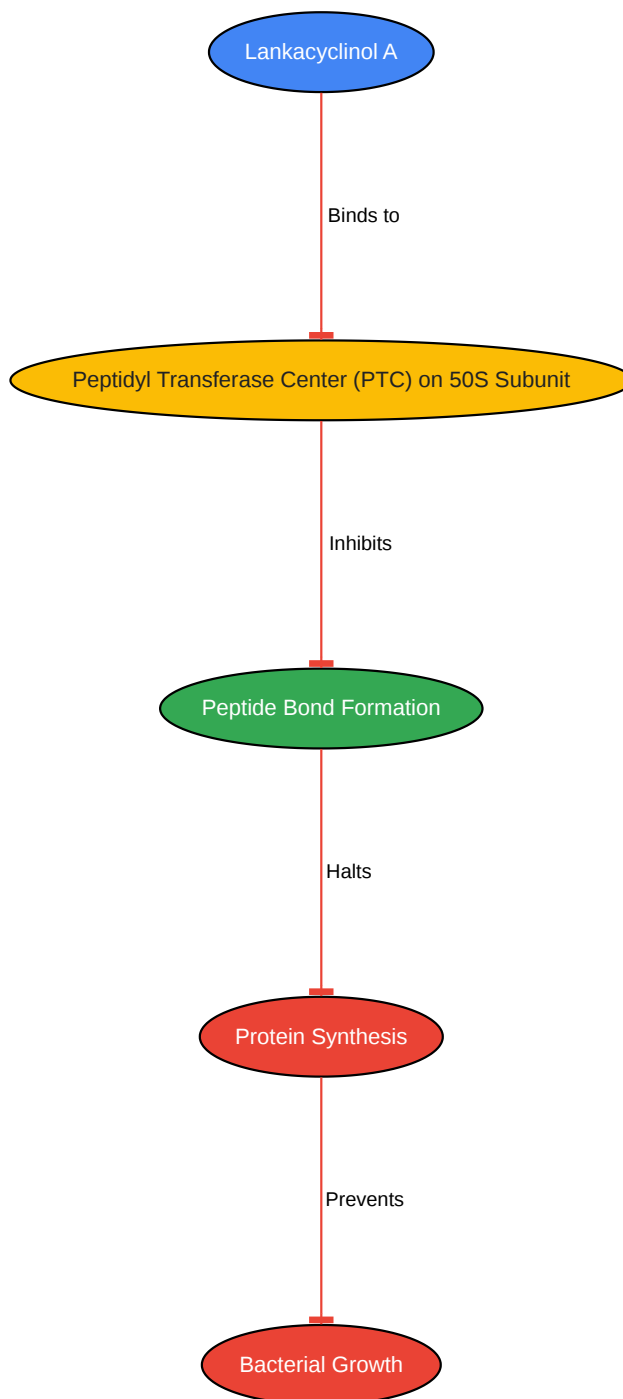 Lankacyclinol A
Binds to
Peptidyl Transferase Center (PTC) on 50S Subunit
Inhibits
Peptide Bond Formation
Halts
Protein Synthesis
Prevents
Bacterial Growth